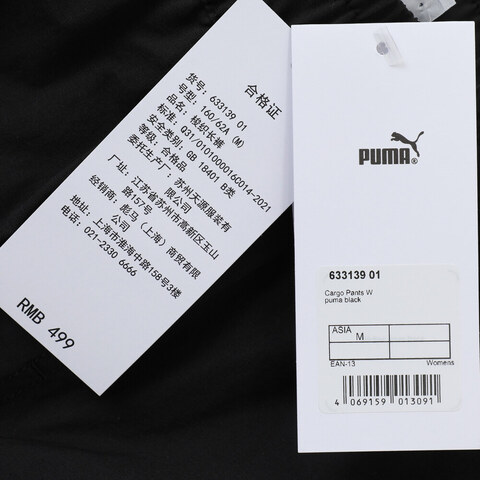 合格证
货号: 633139 01
号型: 160/62A (M)
品名: 梭织长裤
标准: Q31/0101000016C014-2021
安全类别: GB 18401 B类
等级: 合格品
委托生产厂: 苏州天源服装有
限公司
厂址: 江苏省苏州市高新区玉山
路157号
经销商: 彪马(上海)商贸有限
公司
地址: 上海市淮海中路158号3楼
电话: 021-2330 6666
RMB 499
PUMA
633139 01
Cargo Pants W
puma black
ASIA
M
EAN-13 Womens
4 069159 013091